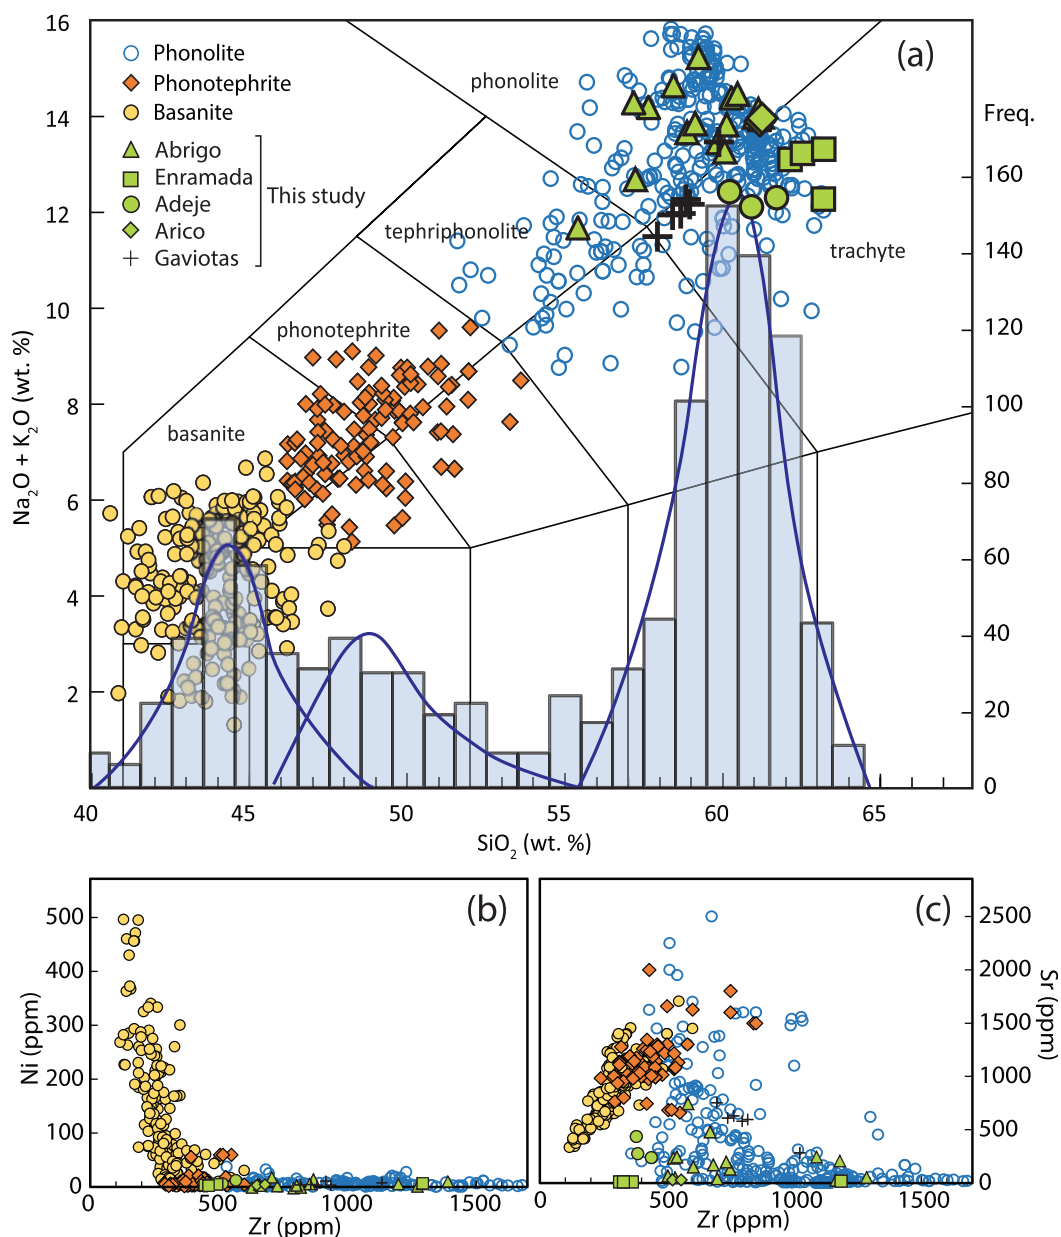 (a)
Phonolite
Phonotephrite
Basanite
Abrigo
Enramada
Adeje
Arico
Gaviotas
This study
phonolite
tephriphonolite
phonotephrite
basanite
trachyte
Freq.
16
14
12
10
8
6
4
2
Na2O + K2O (wt. %)
160
140
120
100
80
60
40
20
0
40 45 50 55 60 65
SiO2 (wt. %)
(b)
500
400
300
200
100
0
Ni (ppm)
0 500 1000 1500
Zr (ppm)
(c)
2500
2000
1500
1000
500
0
Sr (ppm)
0 500 1000 1500
Zr (ppm)